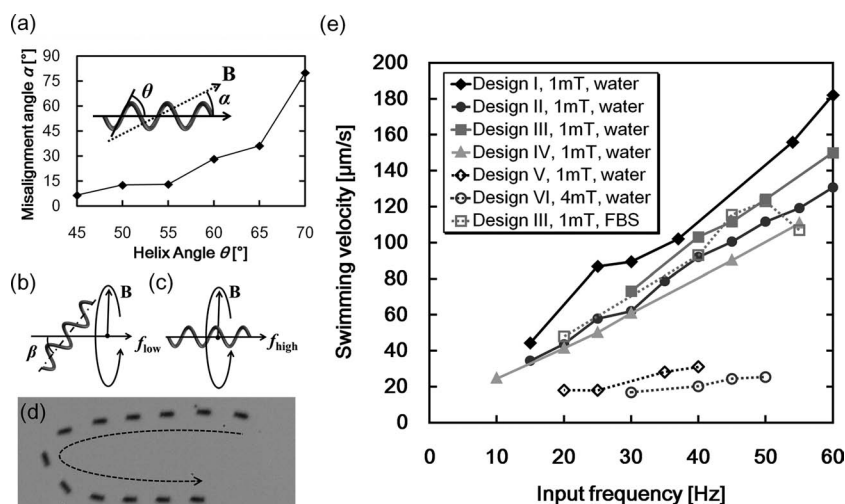 (a)
Misalignment angle α[°]
90
75
60
45
30
15
0
θ
B
α
45 50 55 60 65 70
Helix Angle θ[°]
(b)
B
β
f_low
(c)
B
f_high
(d)
(e)
Swimming velocity [µm/s]
200
180
160
140
120
100
80
60
40
20
0
Design I, 1mT, water
Design II, 1mT, water
Design III, 1mT, water
Design IV, 1mT, water
Design V, 1mT, water
Design VI, 4mT, water
Design III, 1mT, FBS
0 10 20 30 40 50 60
Input frequency [Hz]